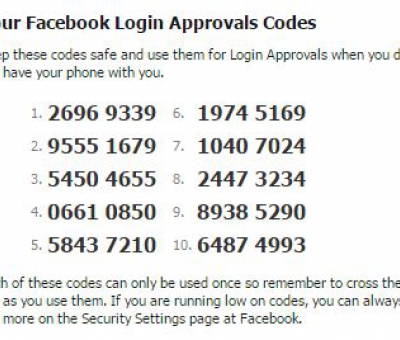 ur Facebook Login Approvals Codes
ep these codes safe and use them for Login Approvals when you d
have your phone with you.
1. 2696 9339 6. 1974 5169
2. 9555 1679 7. 1040 7024
3. 5450 4655 8. 2447 3234
4. 0661 0850 9. 8938 5290
5. 5843 7210 10. 6487 4993
h of these codes can only be used once so remember to cross the
as you use them. If you are running low on codes, you can always
more on the Security Settings page at Facebook.